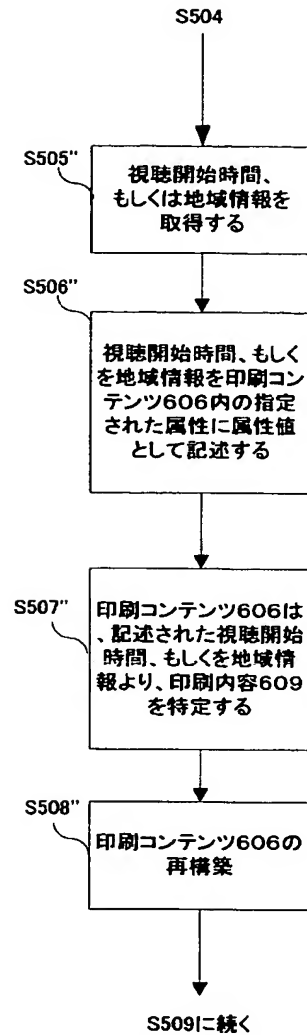 S504
S505"
視聴開始時間、
もしくは地域情報を
取得する
S506"
視聴開始時間、もしく
を地域情報を印刷コン
テンツ606内の指定
された属性に属性値
として記述する
S507"
印刷コンテンツ606は
、記述された視聴開始
時間、もしくを地域情
報より、印刷内容609
を特定する
S508"
印刷コンテンツ606の
再構築
S509に続く